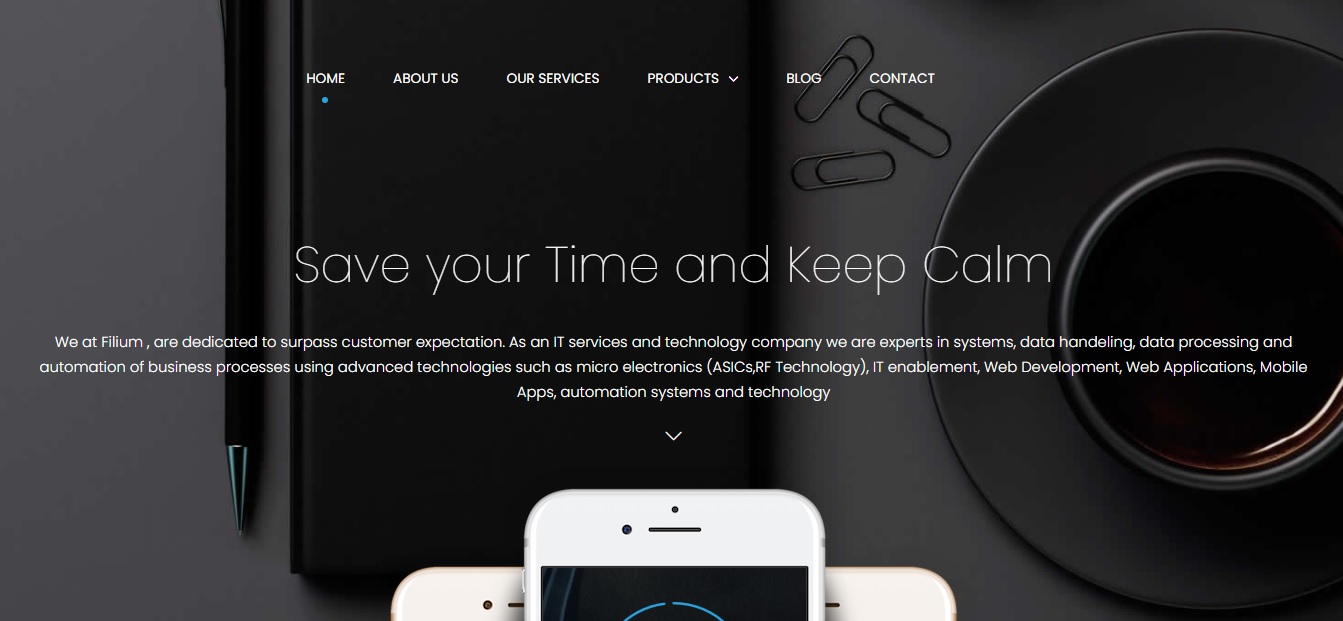 HOME ABOUT US OUR SERVICES PRODUCTS BLOG CONTACT
Save your Time and Keep Calm
We at Filium , are dedicated to surpass customer expectation. As an IT services and technology company we are experts in systems, data handeling, data processing and
automation of business processes using advanced technologies such as micro electronics (ASICs,RF Technology), IT enablement, Web Development, Web Applications, Mobile
Apps, automation systems and technology